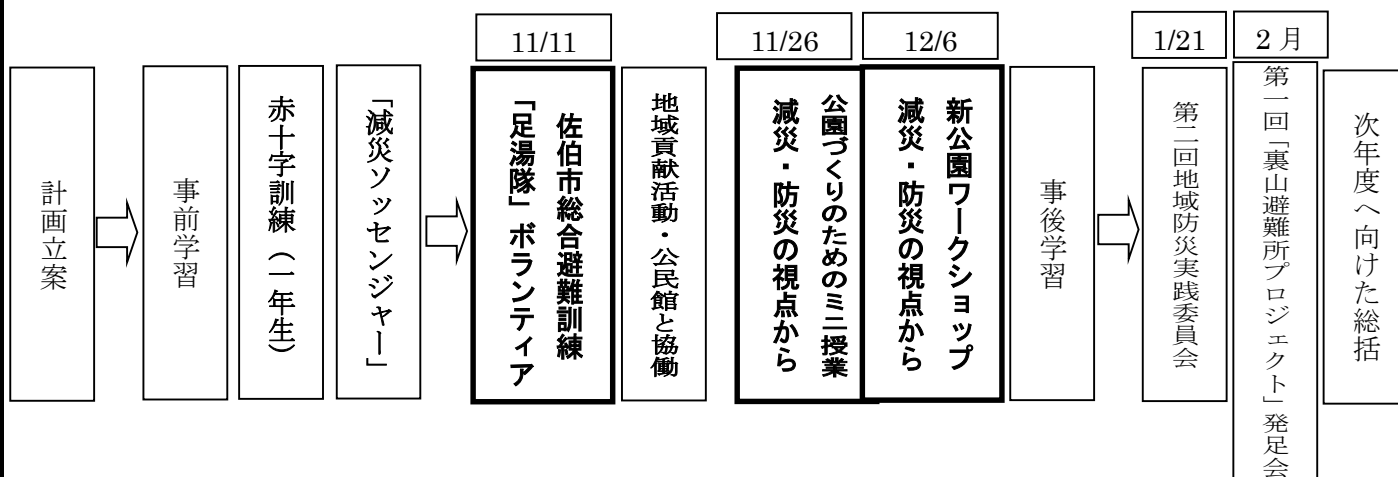 計画立案
事前学習
赤十字訓練（一年生）
「減災ソッセンジャー」
11/11
佐伯市総合避難訓練
「足湯隊」ボランティア
地域貢献活動・公民館と協働
11/26
公園づくりのためのミニ授業
減災・防災の視点から
12/6
新公園ワークショップ
減災・防災の視点から
事後学習
1/21
第二回地域防災実践委員会
2 月
第一回「裏山避難所プロジェクト」発足会
次年度へ向けた総括